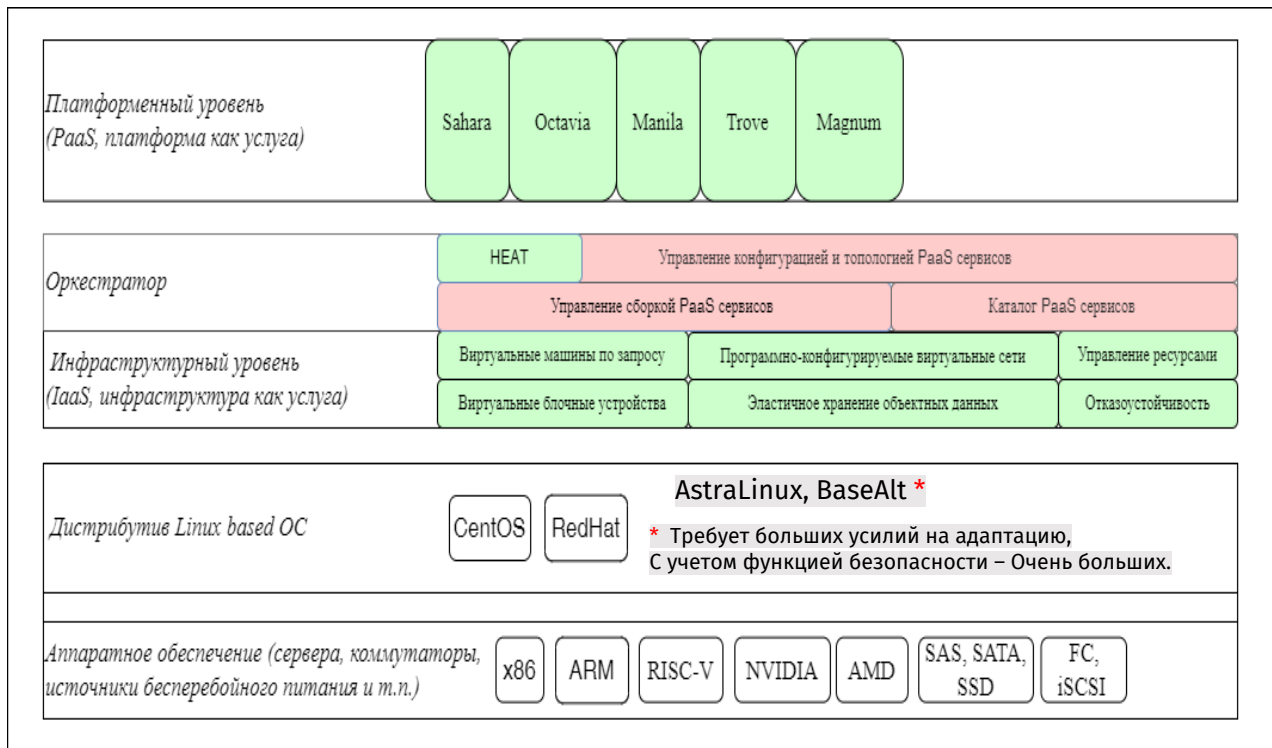 Платформенный уровень
(PaaS, платформа как услуга)
Sahara
Octavia
Manila
Trove
Magnum
Оркестратор
HEAT
Управление конфигурацией и топологией PaaS сервисов
Управление сборкой PaaS сервисов
Каталог PaaS сервисов
Инфраструктурный уровень
(IaaS, инфраструктура как услуга)
Виртуальные машины по запросу
Программно-конфигурируемые виртуальные сети
Управление ресурсами
Виртуальные блочные устройства
Эластичное хранение объектных данных
Отказоустойчивость
Дистрибутив Linux based ОС
CentOS
RedHat
AstraLinux, BaseAlt *
* Требует больших усилий на адаптацию,
С учетом функцией безопасности – Очень больших.
Аппаратное обеспечение (сервера, коммутаторы,
источники бесперебойного питания и т.п.)
x86
ARM
RISC-V
NVIDIA
AMD
SAS, SATA,
SSD
FC,
iSCSI